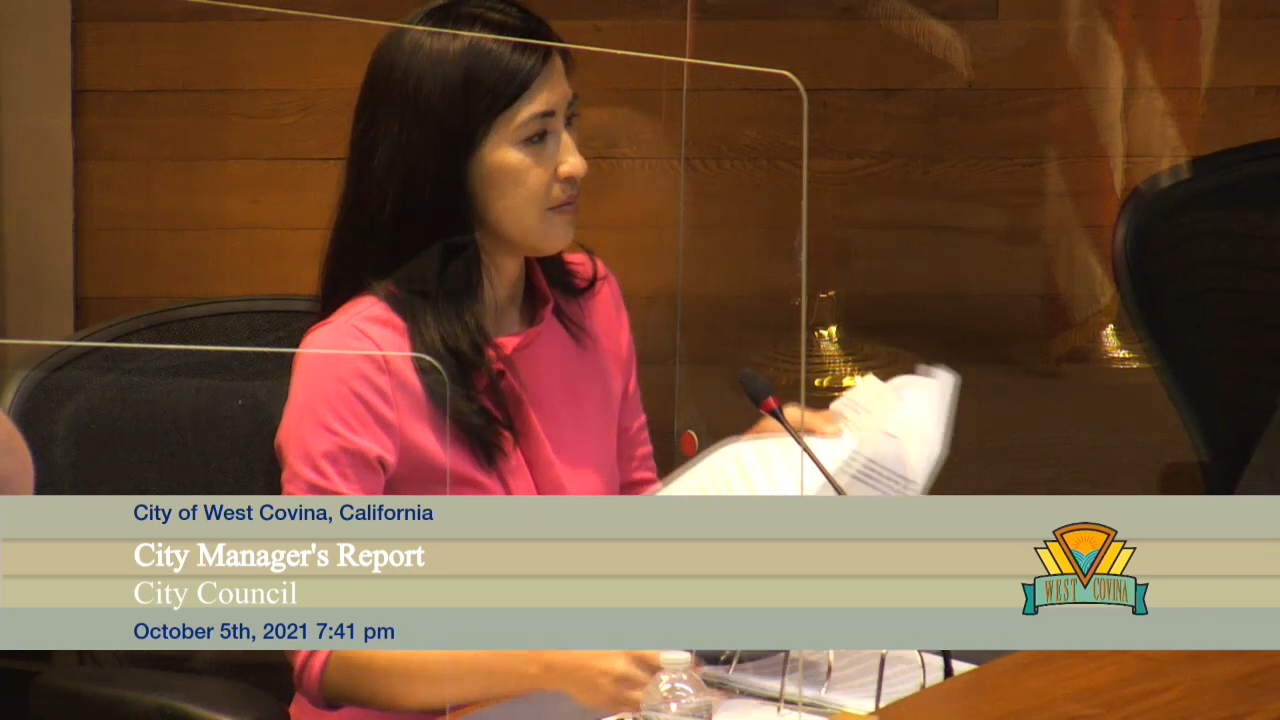 City of West Covina, California
City Manager's Report
City Council
October 5th, 2021 7:41 pm
WEST COVINA